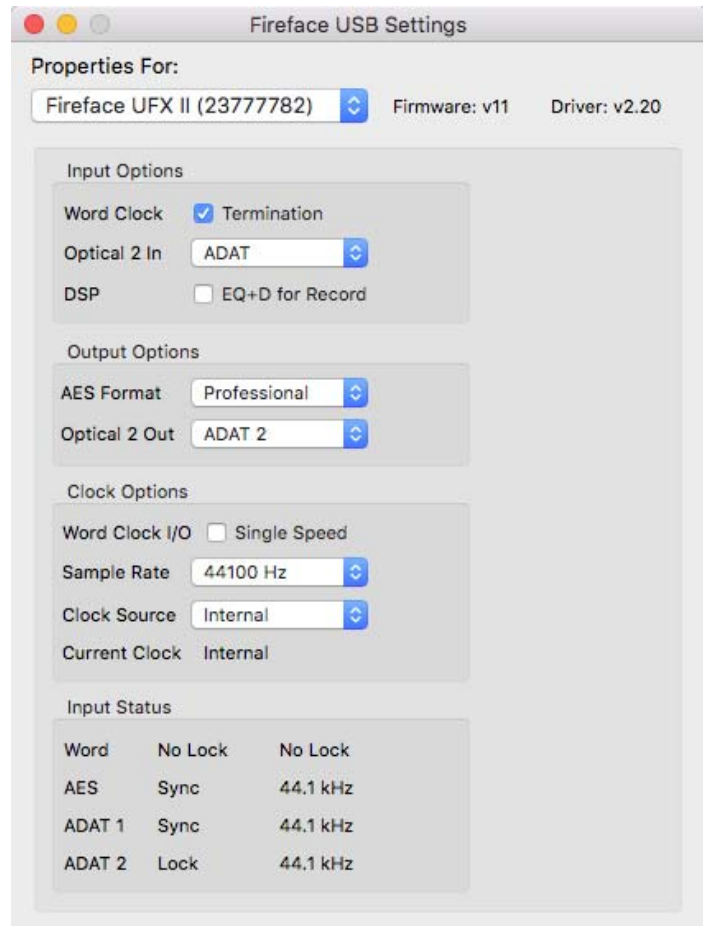 Fireface USB Settings
Properties For:
Fireface UFX II (23777782) Firmware: v11 Driver: v2.20
Input Options
Word Clock Termination
Optical 2 In ADAT
DSP EQ+D for Record
Output Options
AES Format Professional
Optical 2 Out ADAT 2
Clock Options
Word Clock I/O Single Speed
Sample Rate 44100 Hz
Clock Source Internal
Current Clock Internal
Input Status
Word No Lock No Lock
AES Sync 44.1 kHz
ADAT 1 Sync 44.1 kHz
ADAT 2 Lock 44.1 kHz